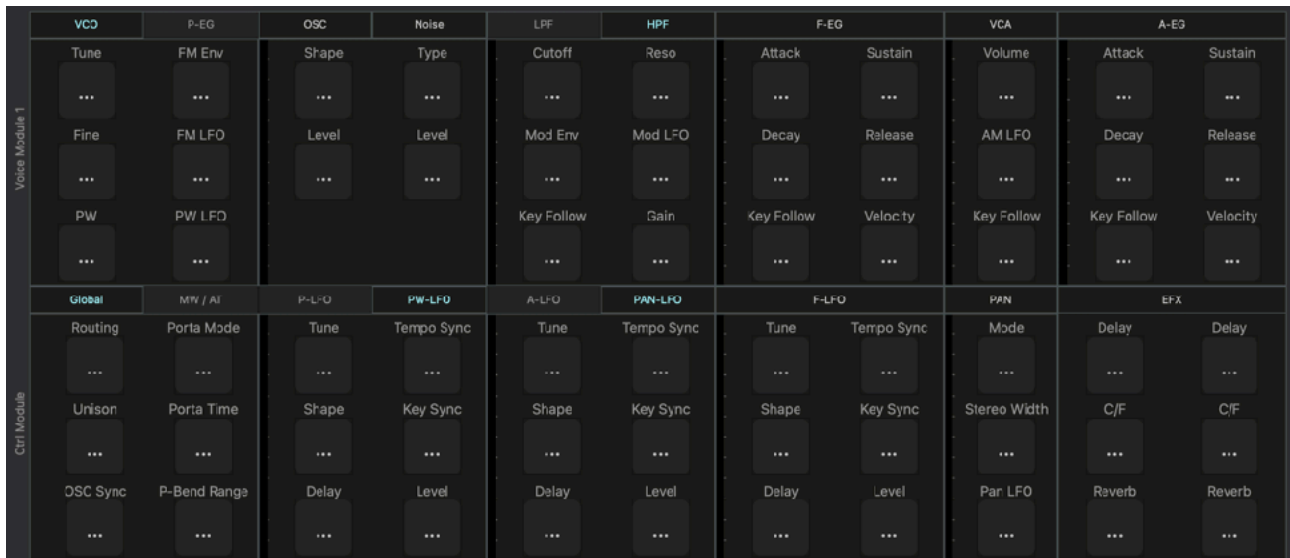 VCO P-EG OSC Noise LPF HPF F-EG VCA A-EG
Voice Module 1
Tune FM Env Shape Type Cutoff Reso Attack Sustain Volume Attack Sustain
... ... ... ... ... ... ... ... ... ... ...
Fine FM LFO Level Level Mod Env Mod LFO Decay Release AM LFO Decay Release
... ... ... ... ... ... ... ... ... ... ...
PW PW LFO Key Follow Gain Key Follow Velocity Key Follow Key Follow Velocity
... ... ... ... ... ... ... ... ...
Global MW / AT P-LFO PW-LFO A-LFO PAN-LFO F-LFO PAN EFX
Ctrl Module
Routing Porta Mode Tune Tempo Sync Tune Tempo Sync Tune Tempo Sync Mode Delay Delay
... ... ... ... ... ... ... ... ... ... ...
Unison Porta Time Shape Key Sync Shape Key Sync Shape Key Sync Stereo Width C/F C/F
... ... ... ... ... ... ... ... ... ... ...
OSC Sync P-Bend Range Delay Level Delay Level Delay Level Pan LFO Reverb Reverb
... ... ... ... ... ... ... ... ... ... ...